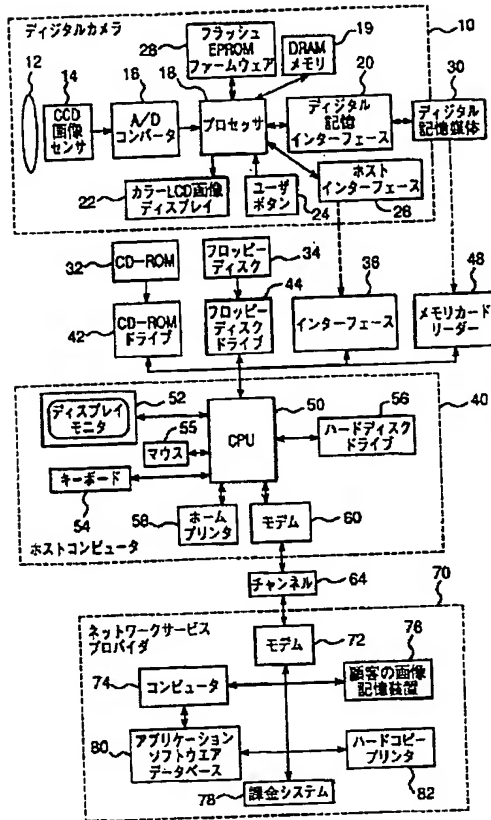 ディジタルカメラ
28
フラッシュ
EPROM
ファームウェア
DRAM
メモリ
19
10
12
14
16
18
20
30
CCD
画像
センサ
A/D
コンバータ
プロセッサ
ディジタル
記憶
インターフェース
ディジタル
記憶媒体
22
カラーLCD画像
ディスプレイ
ユーザ
ボタン
24
ホスト
インターフェース
26
32
CD-ROM
フロッピー
ディスク
34
36
48
42
CD-ROM
ドライブ
44
フロッピー
ディスク
ドライブ
インターフェース
メモリカード
リーダー
52
50
56
40
ディスプレイ
モニタ
55
マウス
CPU
ハードディスク
ドライブ
キーボード
54
58
ホーム
プリンタ
モデム
60
ホストコンピュータ
チャンネル
64
70
ネットワークサービス
プロバイダ
モデム
72
76
74
コンピュータ
顧客の画像
記憶装置
80
アプリケーション
ソフトウエア
データベース
ハードコピー
プリンタ
78
課金システム
82